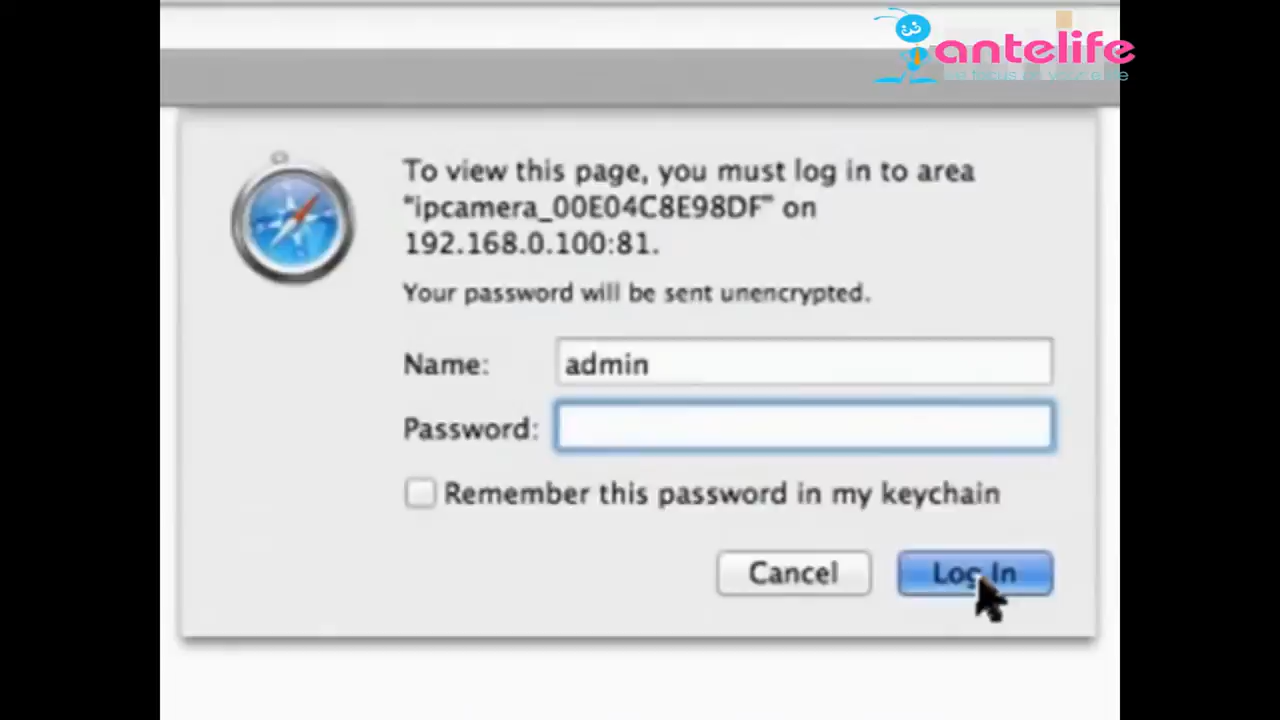 antelife
To view this page, you must log in to area
"ipcamera_00E04C8E98DF" on
192.168.0.100:81.
Your password will be sent unencrypted.
Name: admin
Password:
Remember this password in my keychain
Cancel Log In